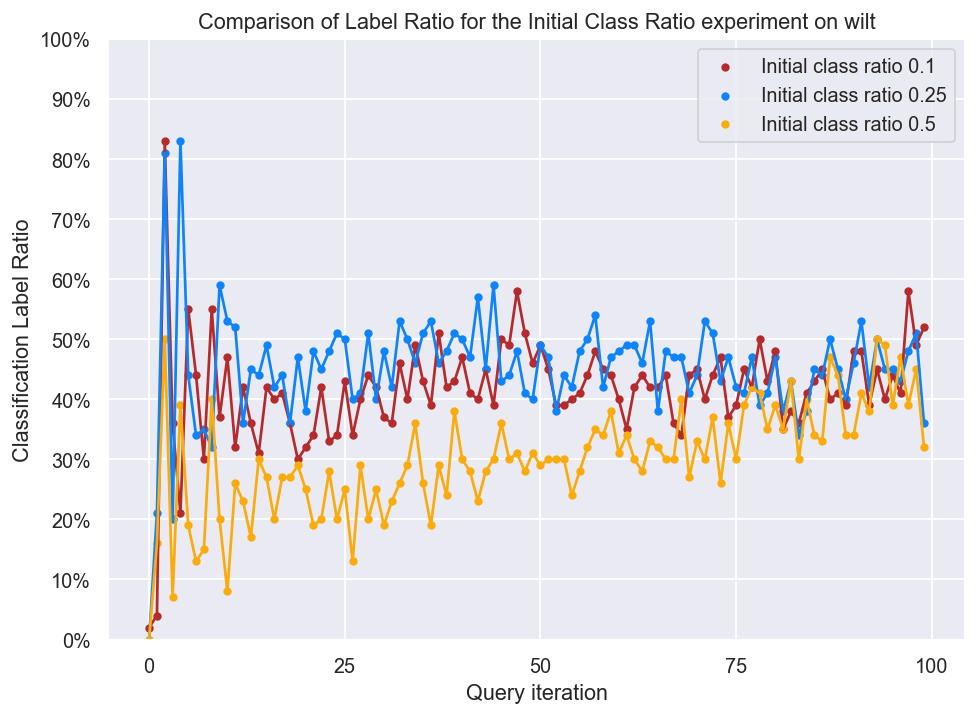 Comparison of Label Ratio for the Initial Class Ratio experiment on wilt
100%
90%
80%
70%
60%
50%
40%
30%
20%
10%
0%
Classification Label Ratio
Initial class ratio 0.1
Initial class ratio 0.25
Initial class ratio 0.5
0 25 50 75 100
Query iteration